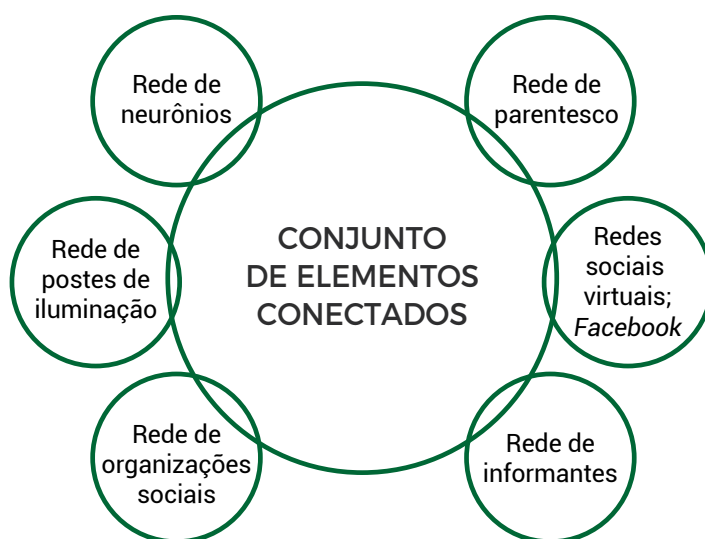 Rede de
neurônios
Rede de
parentesco
CONJUNTO
DE ELEMENTOS
CONECTADOS
Rede de
postes de
iluminação
Redes
sociais
virtuais;
Facebook
Rede de
organizações
sociais
Rede de
informantes